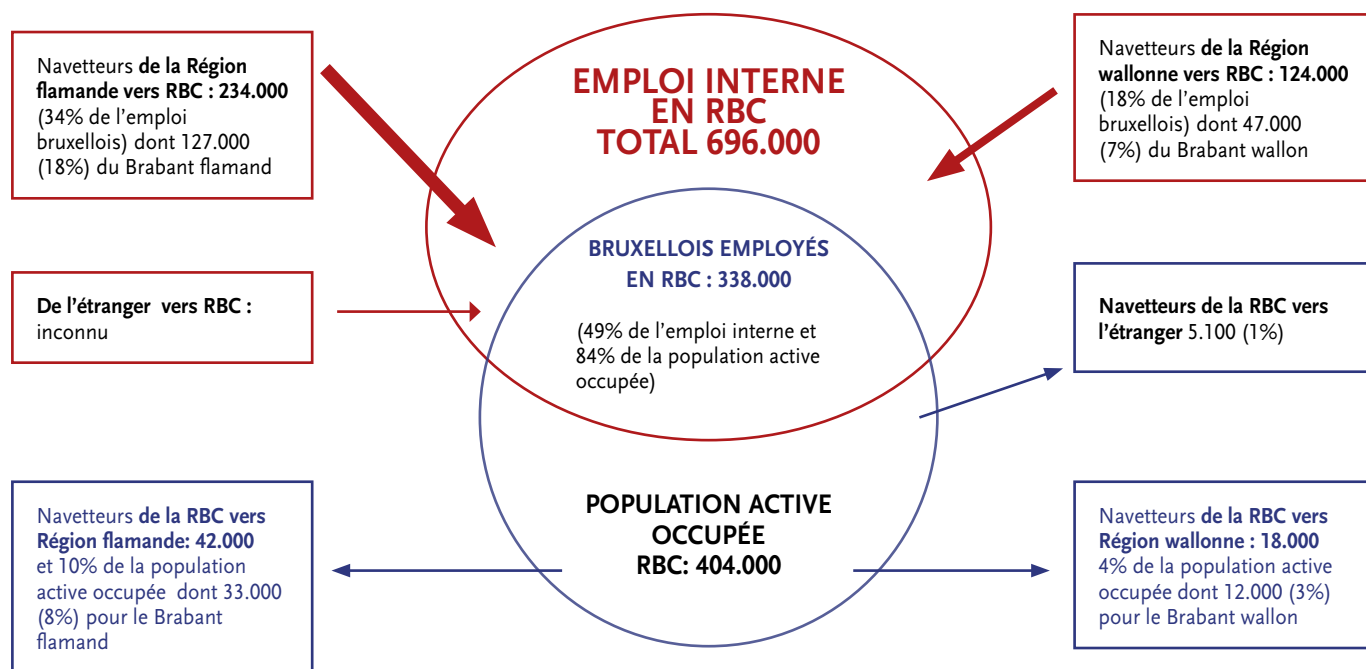 Navetteurs de la Région
flamande vers RBC : 234.000
(34% de l'emploi
bruxellois) dont 127.000
(18%) du Brabant flamand
EMPLOI INTERNE
EN RBC
TOTAL 696.000
Navetteurs de la Région
wallonne vers RBC : 124.000
(18% de l'emploi
bruxellois) dont 47.000
(7%) du Brabant wallon
De l'étranger vers RBC :
inconnu
BRUXELLOIS EMPLOYÉS
EN RBC : 338.000
(49% de l'emploi interne et
84% de la population active
occupée)
Navetteurs de la RBC vers
l'étranger 5.100 (1%)
Navetteurs de la RBC vers
Région flamande: 42.000
et 10% de la population
active occupée dont 33.000
(8%) pour le Brabant
flamand
POPULATION ACTIVE
OCCUPÉE
RBC: 404.000
Navetteurs de la RBC vers
Région wallonne : 18.000
4% de la population active
occupée dont 12.000 (3%)
pour le Brabant wallon